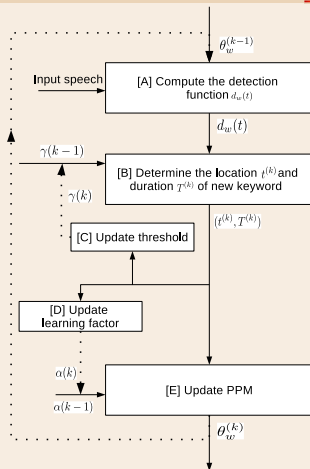 θ_w^{(k-1)}
Input speech
[A] Compute the detection
function d_w(t)
d_w(t)
γ(k−1)
[B] Determine the location t^{(k)} and
duration T^{(k)} of new keyword
γ(k)
(t^{(k)}, T^{(k)})
[C] Update threshold
[D] Update
learning factor
α(k)
[E] Update PPM
α(k−1)
θ_w^{(k)}